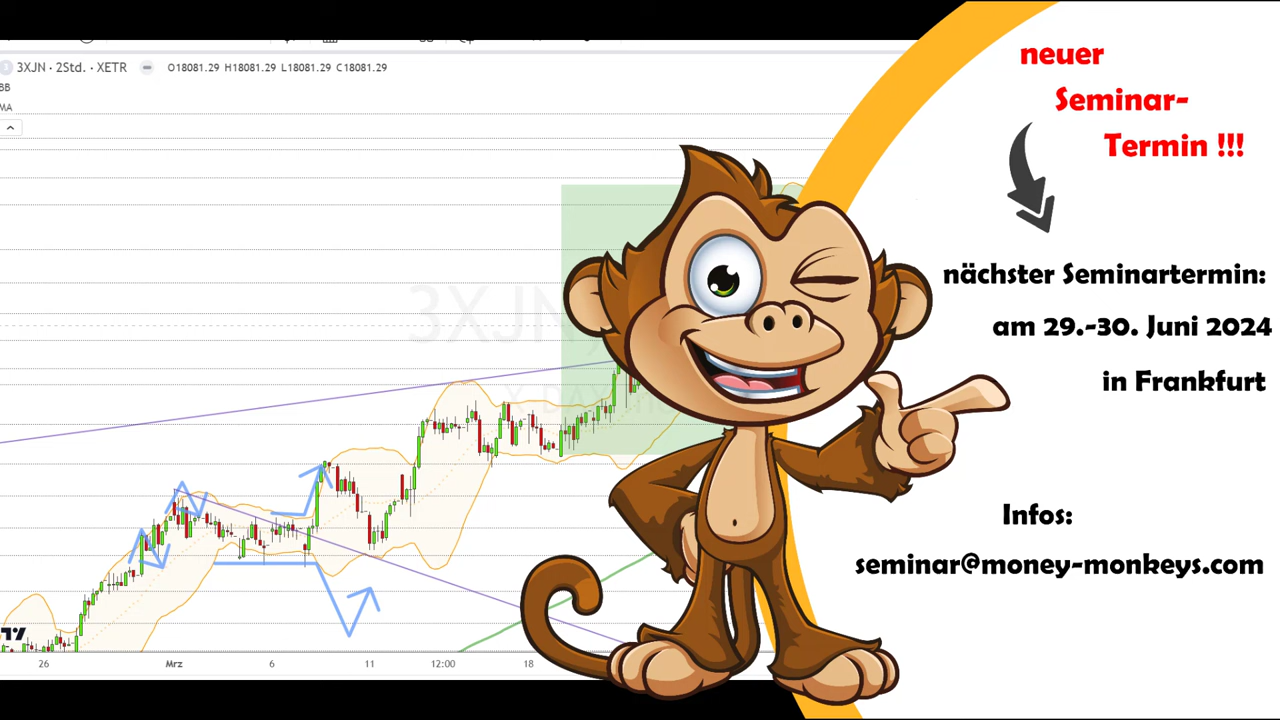 3XJN · 2Std. · XETR
O18081.29 H18081.29 L18081.29 C18081.29
BB
MA
3XJN,
26
Mrz
6
11
12:00
18
neuer
Seminar-
Termin !!!
nächster Seminartermin:
am 29.-30. Juni 2024
in Frankfurt
Infos:
seminar@money-monkeys.com